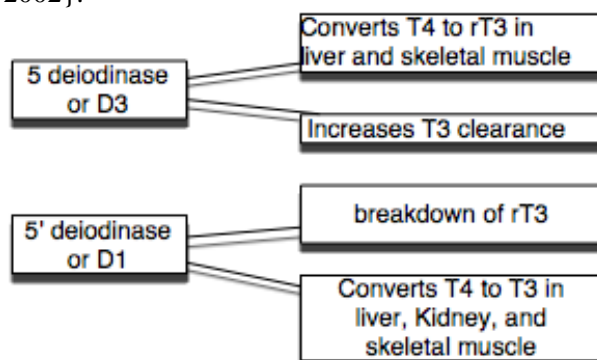 2002}.
Converts T4 to rT3 in
liver and skeletal muscle
5 deiodinase
or D3
Increases T3 clearance
5' deiodinase
or D1
breakdown of rT3
Converts T4 to T3 in
liver, Kidney, and
skeletal muscle